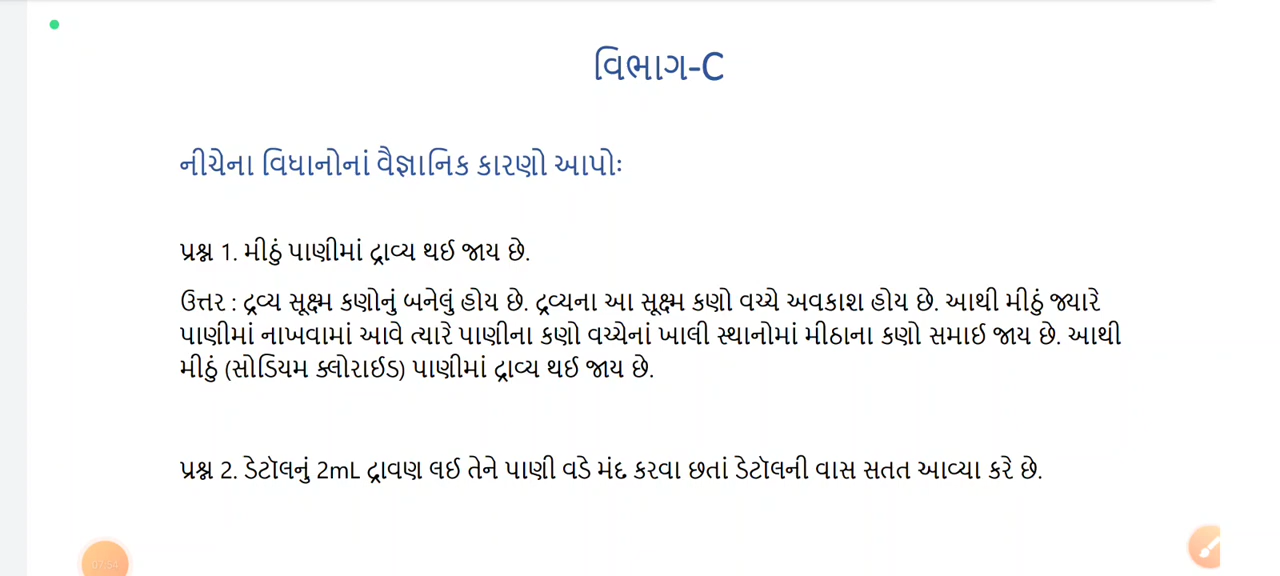 વિભાગ-C
નીચેના વિધાનોનાં વૈજ્ઞાનિક કારણો આપોઃ
પ્રશ્ન 1. મીઠું પાણીમાં દ્રાવ્ય થઈ જાય છે.
ઉત્તર : દ્રવ્ય સૂક્ષ્મ કણોનું બનેલું હોય છે. દ્રવ્યના આ સૂક્ષ્મ કણો વચ્ચે અવકાશ હોય છે. આથી મીઠું જ્યારે
પાણીમાં નાખવામાં આવે ત્યારે પાણીના કણો વચ્ચેનાં ખાલી સ્થાનોમાં મીઠાના કણો સમાઈ જાય છે. આથી
મીઠું (સોડિયમ ક્લોરાઈડ) પાણીમાં દ્રાવ્ય થઈ જાય છે.
પ્રશ્ન 2. ડેટૉલનું 2mL દ્રાવણ લઈ તેને પાણી વડે મંદ કરવા છતાં ડેટૉલની વાસ સતત આવ્યા કરે છે.
07:54